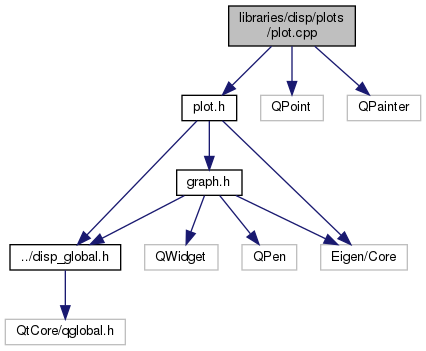 libraries/disp/plots
/plot.cpp
plot.h
QPoint
QPainter
graph.h
../disp_global.h
QWidget
QPen
Eigen/Core
QtCore/qglobal.h